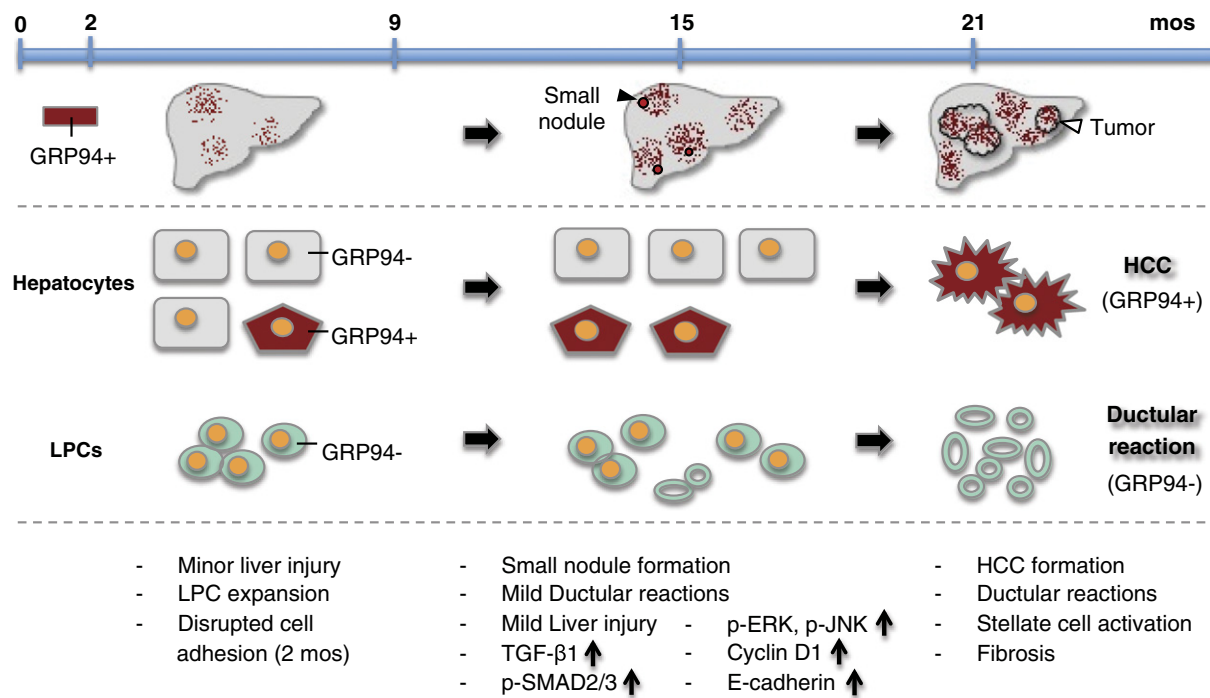 0 2 9 15 21 mos
GRP94+
Small
nodule
Tumor
Hepatocytes
GRP94-
GRP94+
HCC
(GRP94+)
LPCs
GRP94-
Ductular
reaction
(GRP94-)
- Minor liver injury
- LPC expansion
- Disrupted cell
adhesion (2 mos)
- Small nodule formation
- Mild Ductular reactions
- Mild Liver injury
- TGF-β1 ↑
- p-SMAD2/3 ↑
- p-ERK, p-JNK ↑
- Cyclin D1 ↑
- E-cadherin ↑
- HCC formation
- Ductular reactions
- Stellate cell activation
- Fibrosis